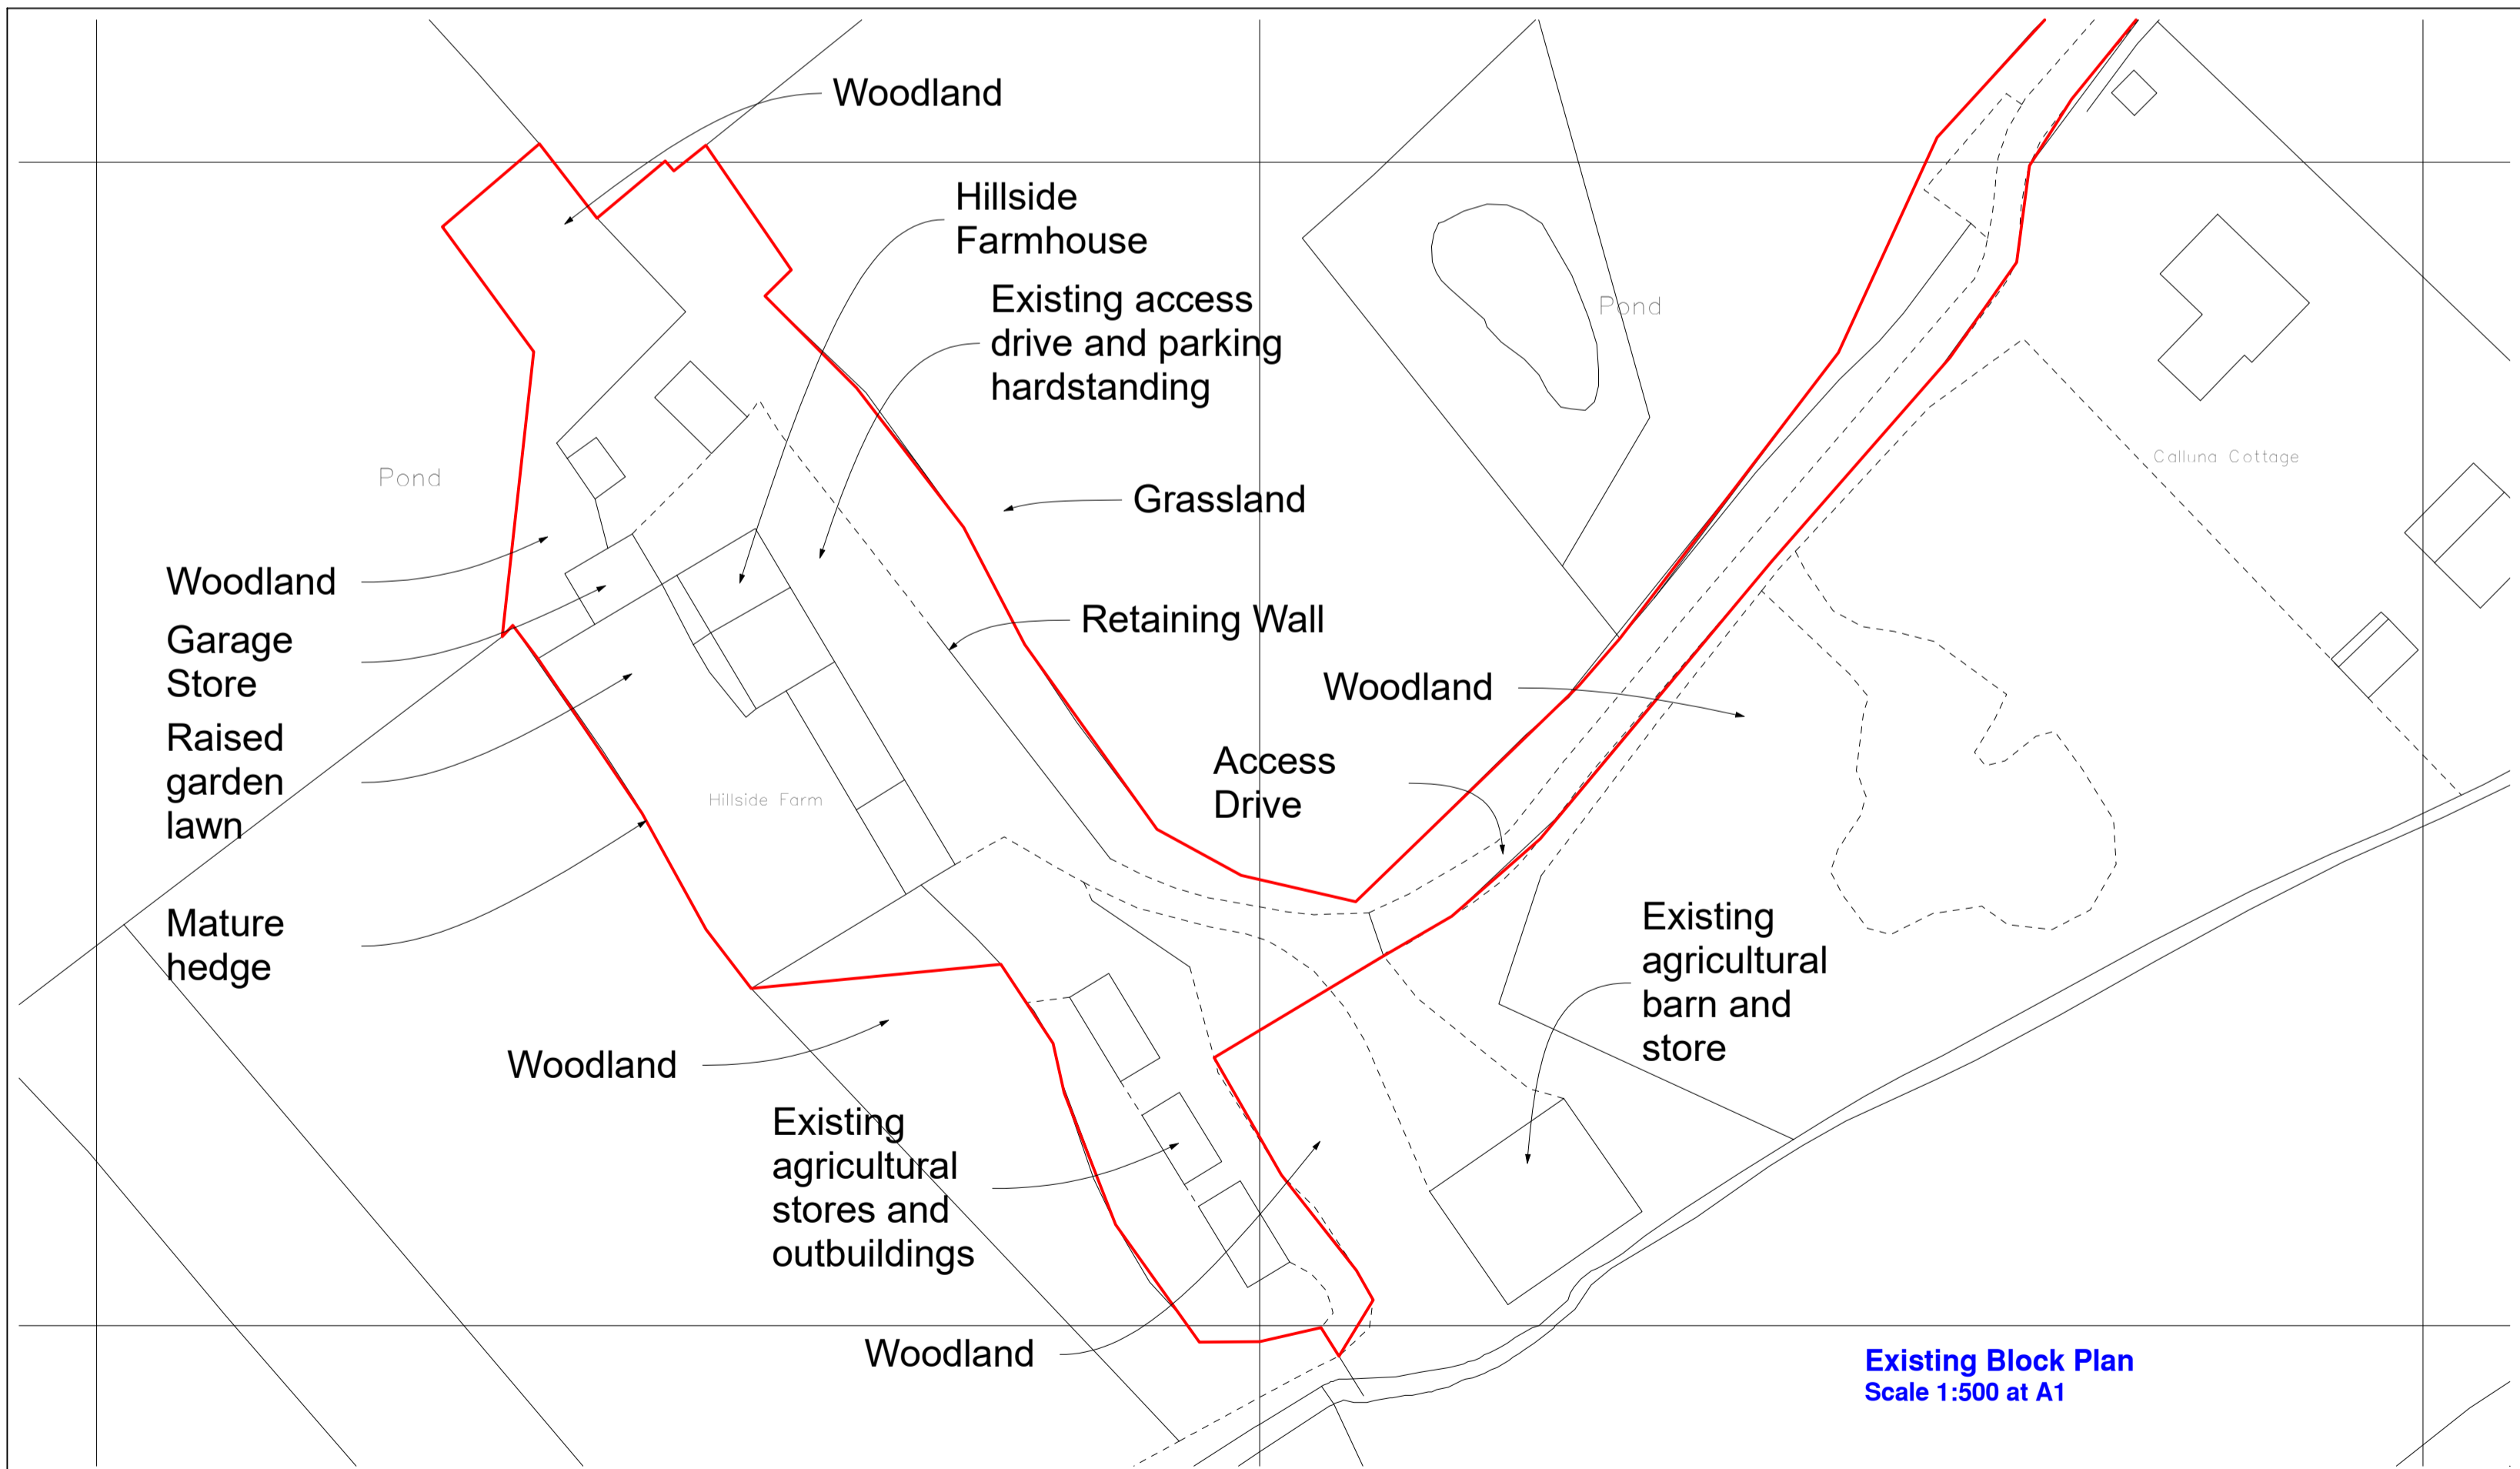 Woodland
Hillside
Farmhouse
Existing access
drive and parking
hardstanding
Pond
Calluna Cottage
Pond
Grassland
Woodland
Retaining Wall
Garage
Store
Woodland
Raised
garden
lawn
Access
Drive
Hillside Farm
Mature
hedge
Existing
agricultural
barn and
store
Woodland
Existing
agricultural
stores and
outbuildings
Woodland
Existing Block Plan
Scale 1:500 at A1